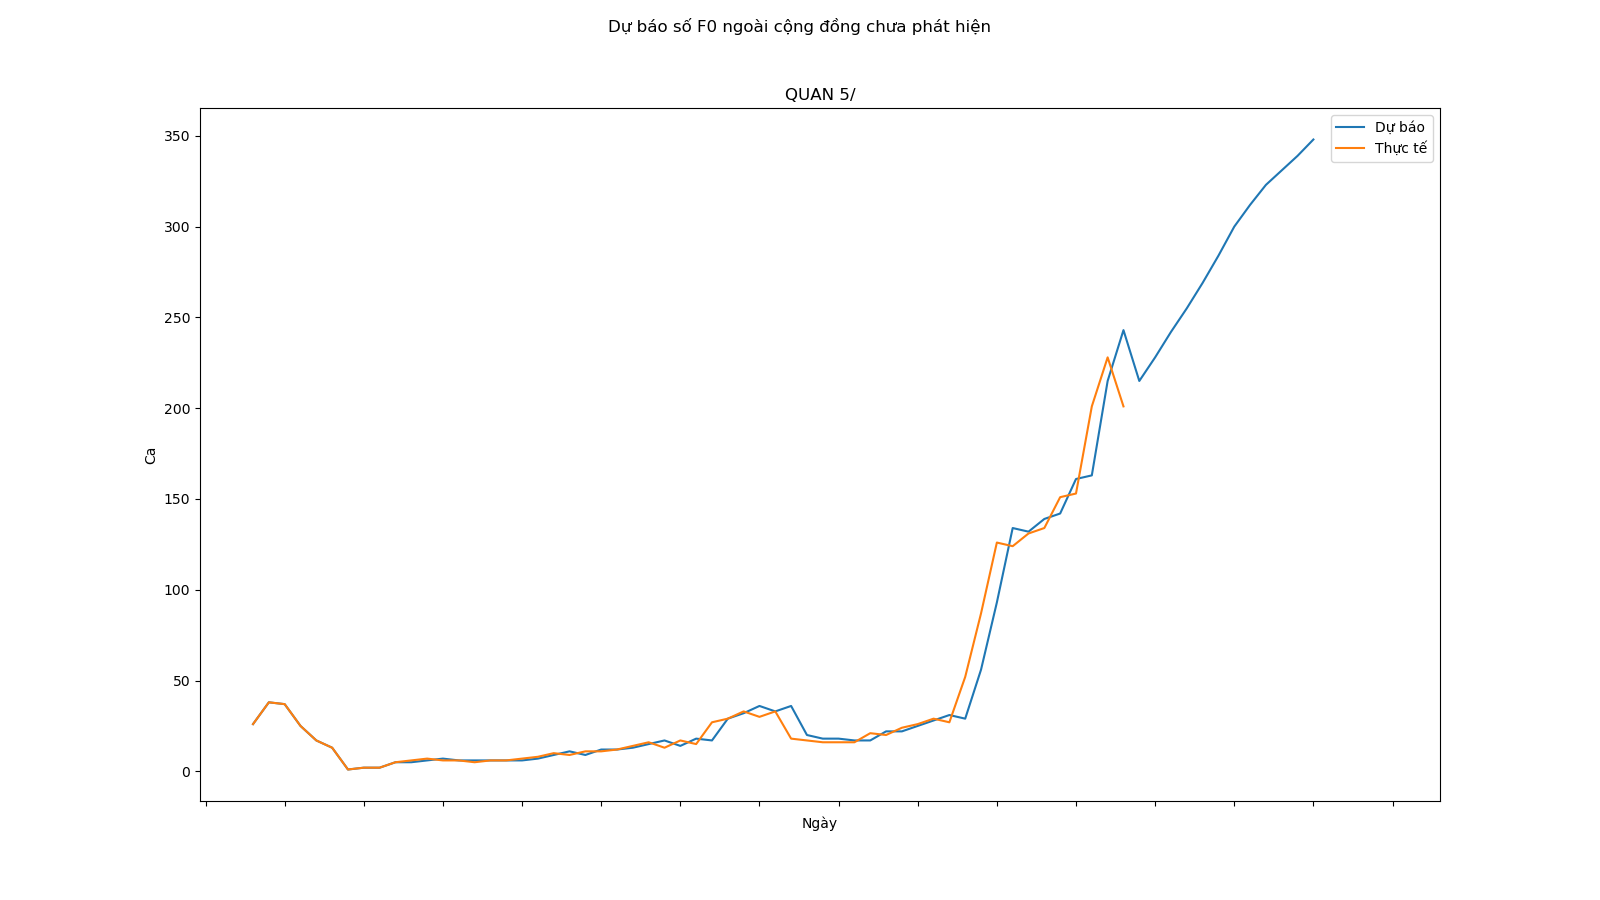 Dự báo số F0 ngoài cộng đồng chưa phát hiện
QUAN 5/
Dự báo
Thực tế
350
300
250
200
150
100
50
0
Ca
Ngày